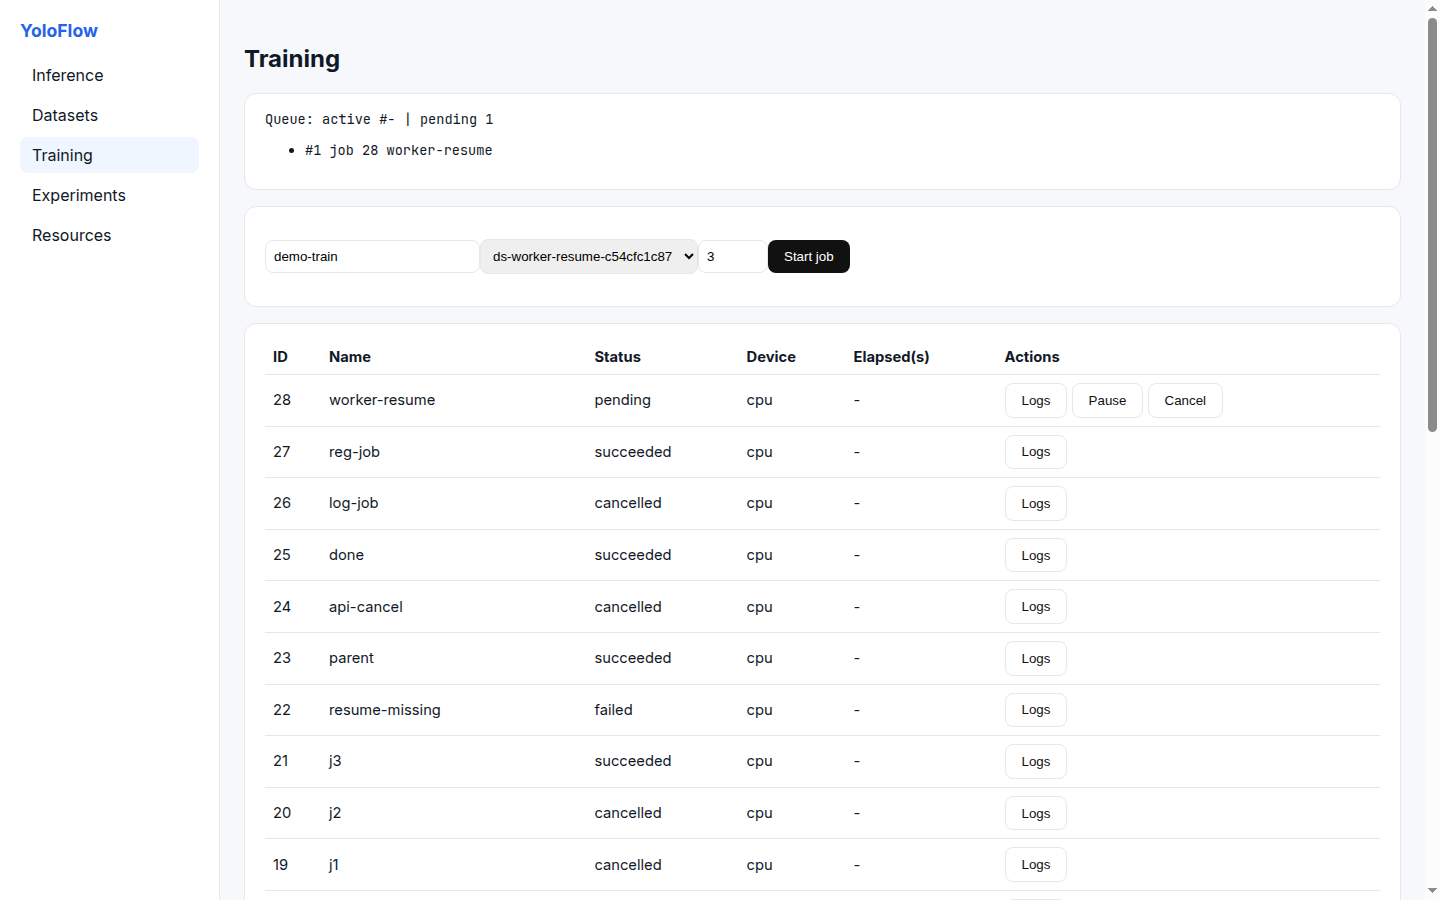 YoloFlow
Inference
Datasets
Training
Experiments
Resources
Training
Queue: active #- | pending 1
#1 job 28 worker-resume
demo-train ds-worker-resume-c54cfc1c87 3 Start job
ID Name Status Device Elapsed(s) Actions
28 worker-resume pending cpu - Logs Pause Cancel
27 reg-job succeeded cpu - Logs
26 log-job cancelled cpu - Logs
25 done succeeded cpu - Logs
24 api-cancel cancelled cpu - Logs
23 parent succeeded cpu - Logs
22 resume-missing failed cpu - Logs
21 j3 succeeded cpu - Logs
20 j2 cancelled cpu - Logs
19 j1 cancelled cpu - Logs